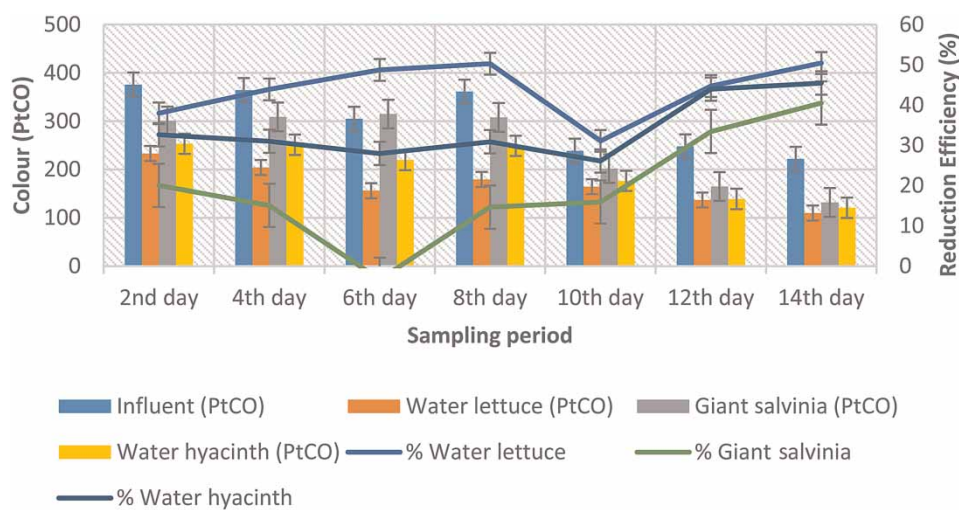 500
400
300
200
100
0
Colour (PtCO)
60
50
40
30
20
10
0
Reduction Efficiency (%)
2nd day 4th day 6th day 8th day 10th day 12th day 14th day
Sampling period
Influent (PtCO) Water lettuce (PtCO) Giant salvinia (PtCO)
Water hyacinth (PtCO) % Water lettuce % Giant salvinia
% Water hyacinth